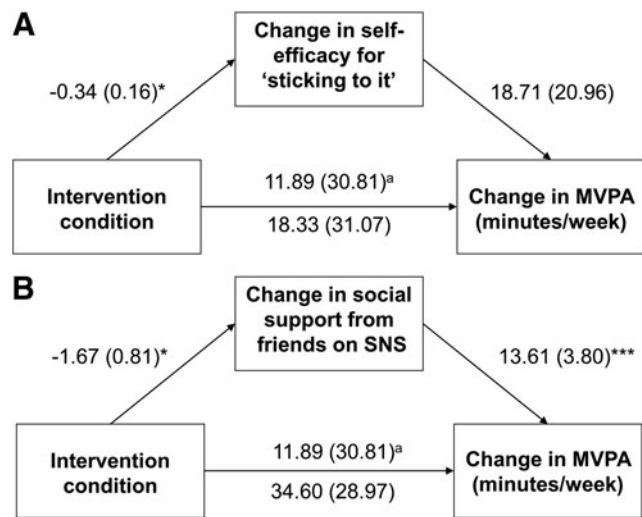 A
Change in self-
efficacy for
‘sticking to it’
-0.34 (0.16)*
18.71 (20.96)
Intervention
condition
11.89 (30.81)ᵃ
18.33 (31.07)
Change in MVPA
(minutes/week)
B
Change in social
support from
friends on SNS
-1.67 (0.81)*
13.61 (3.80)***
Intervention
condition
11.89 (30.81)ᵃ
34.60 (28.97)
Change in MVPA
(minutes/week)